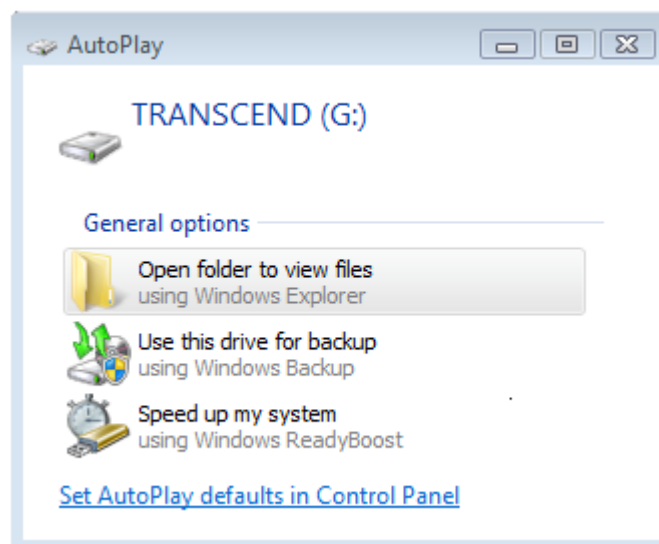 AutoPlay
TRANSCEND (G:)
General options
Open folder to view files
using Windows Explorer
Use this drive for backup
using Windows Backup
Speed up my system
using Windows ReadyBoost
Set AutoPlay defaults in Control Panel